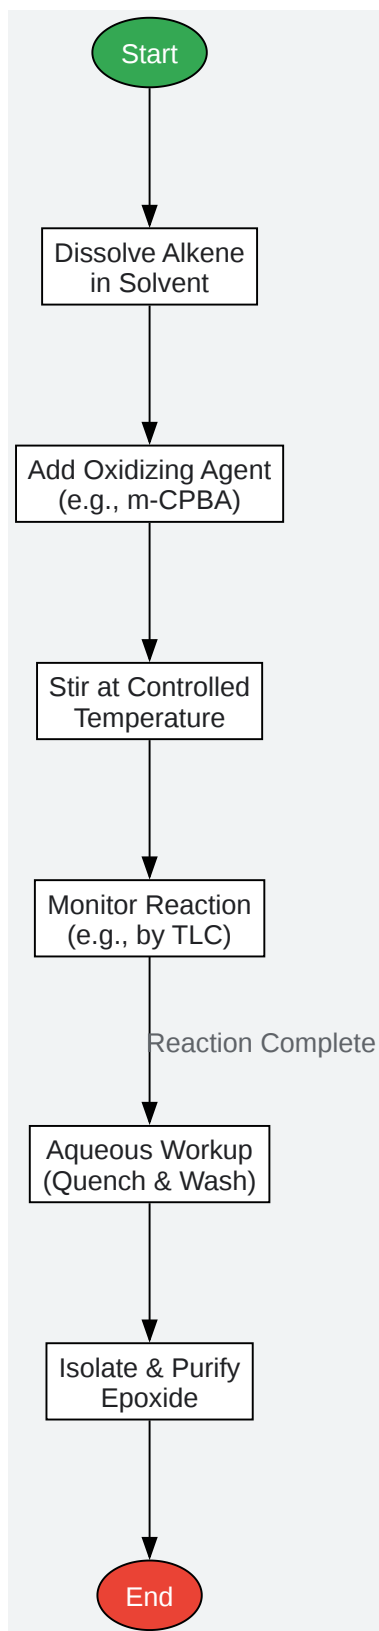 Start
Dissolve Alkene
in Solvent
Add Oxidizing Agent
(e.g., m-CPBA)
Stir at Controlled
Temperature
Monitor Reaction
(e.g., by TLC)
Reaction Complete
Aqueous Workup
(Quench & Wash)
Isolate & Purify
Epoxide
End